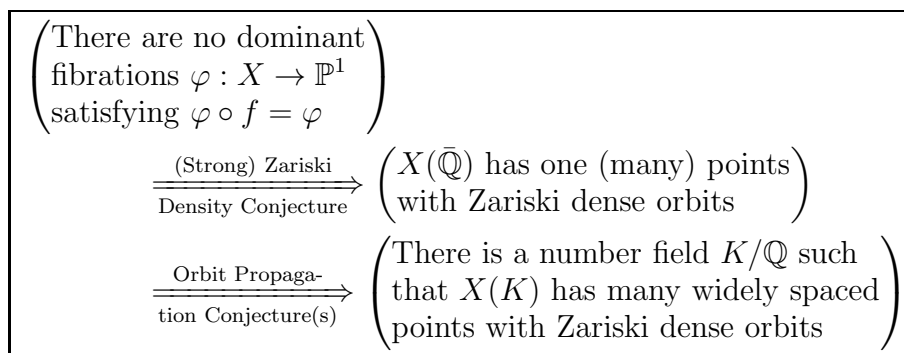 There are no dominant
fibrations φ : X → ℙ¹
satisfying φ ∘ f = φ
(Strong) Zariski
Density Conjecture
X(ℚ̄) has one (many) points
with Zariski dense orbits
Orbit Propaga-
tion Conjecture(s)
There is a number field K/ℚ such
that X(K) has many widely spaced
points with Zariski dense orbits